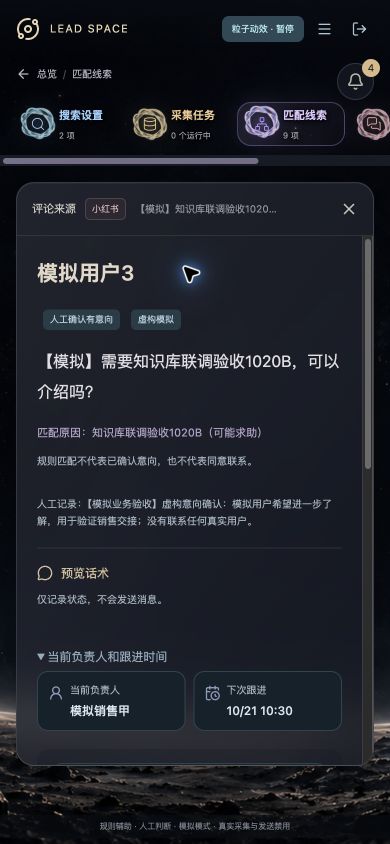 LEAD SPACE
粒子动效 · 暂停
总览 / 匹配线索
4
搜索设置
2 项
采集任务
0 个运行中
匹配线索
9 项
评论来源 小红书 【模拟】知识库联调验收1020...
模拟用户3
人工确认有意向 虚构模拟
【模拟】需要知识库联调验收1020B，可以
介绍吗？
匹配原因：知识库联调验收1020B（可能求助）
规则匹配不代表已确认意向，也不代表同意联系。
人工记录：【模拟业务验收】虚构意向确认：模拟用户希望进一步了
解，用于验证销售交接；没有联系任何真实用户。
预览话术
仅记录状态，不会发送消息。
▼当前负责人和跟进时间
当前负责人
模拟销售甲
下次跟进
10/21 10:30
规则辅助 · 人工判断 · 模拟模式 · 真实采集与发送禁用